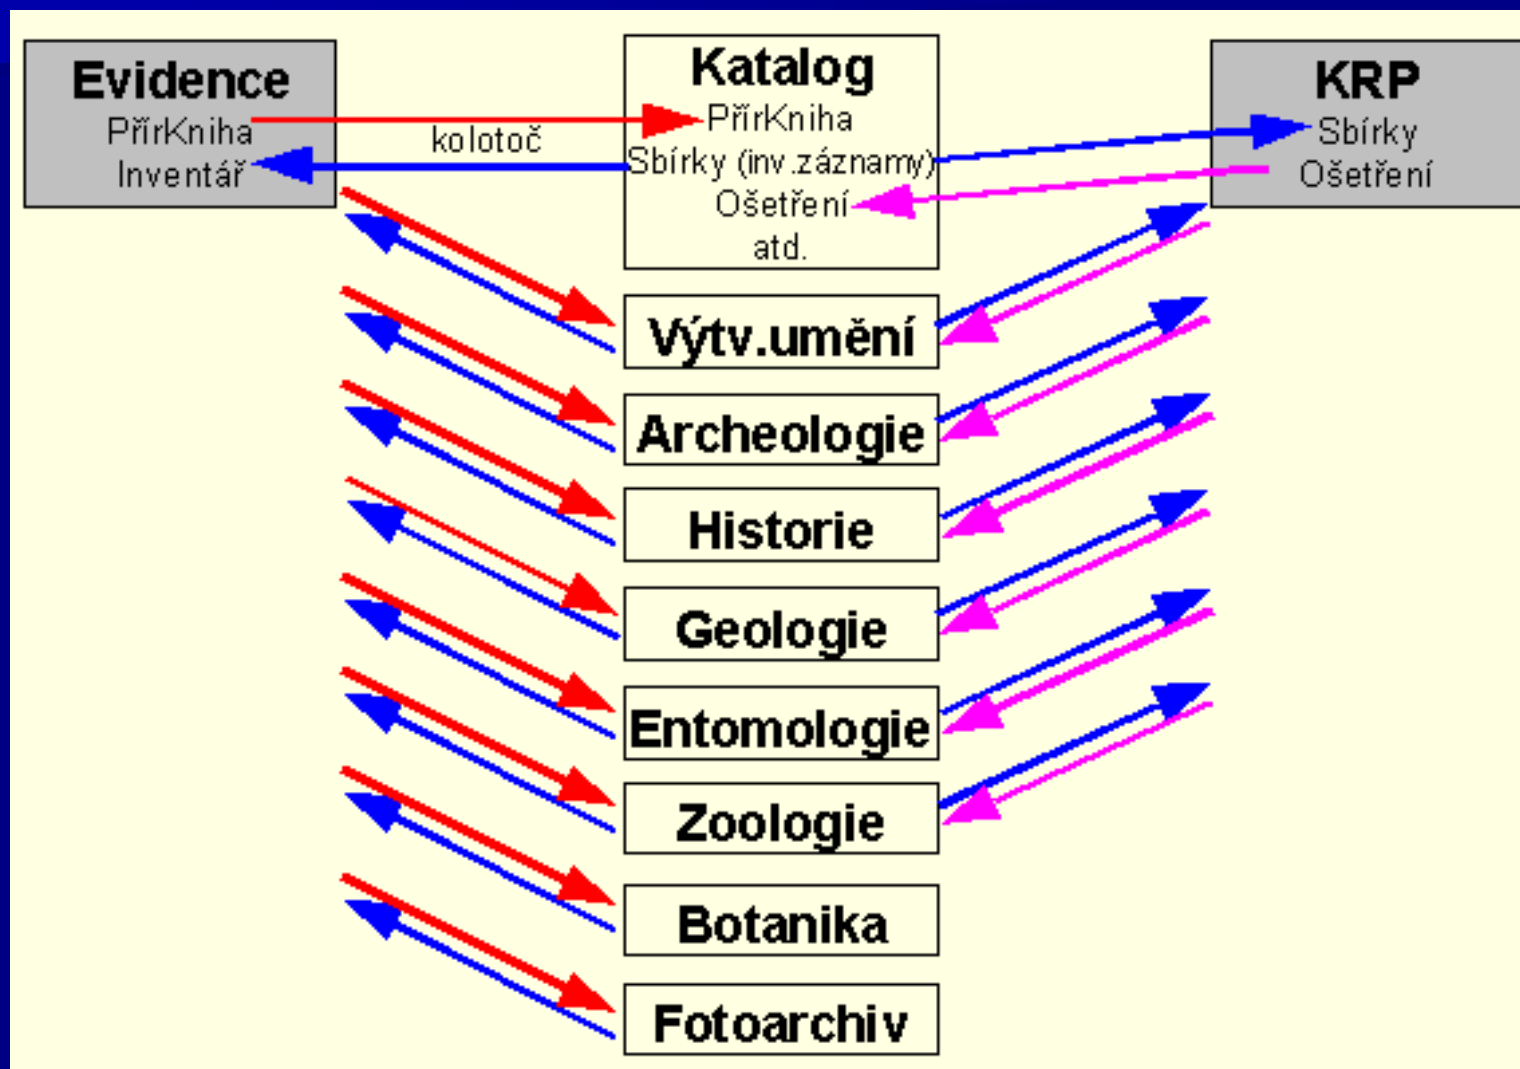 Evidence
PřírKniha
Inventář
kolotoč
Katalog
PřírKniha
Sbírky (inv.záznamy)
Ošetření
atd.
KRP
Sbírky
Ošetření
Výtv.umění
Archeologie
Historie
Geologie
Entomologie
Zoologie
Botanika
Fotoarchiv